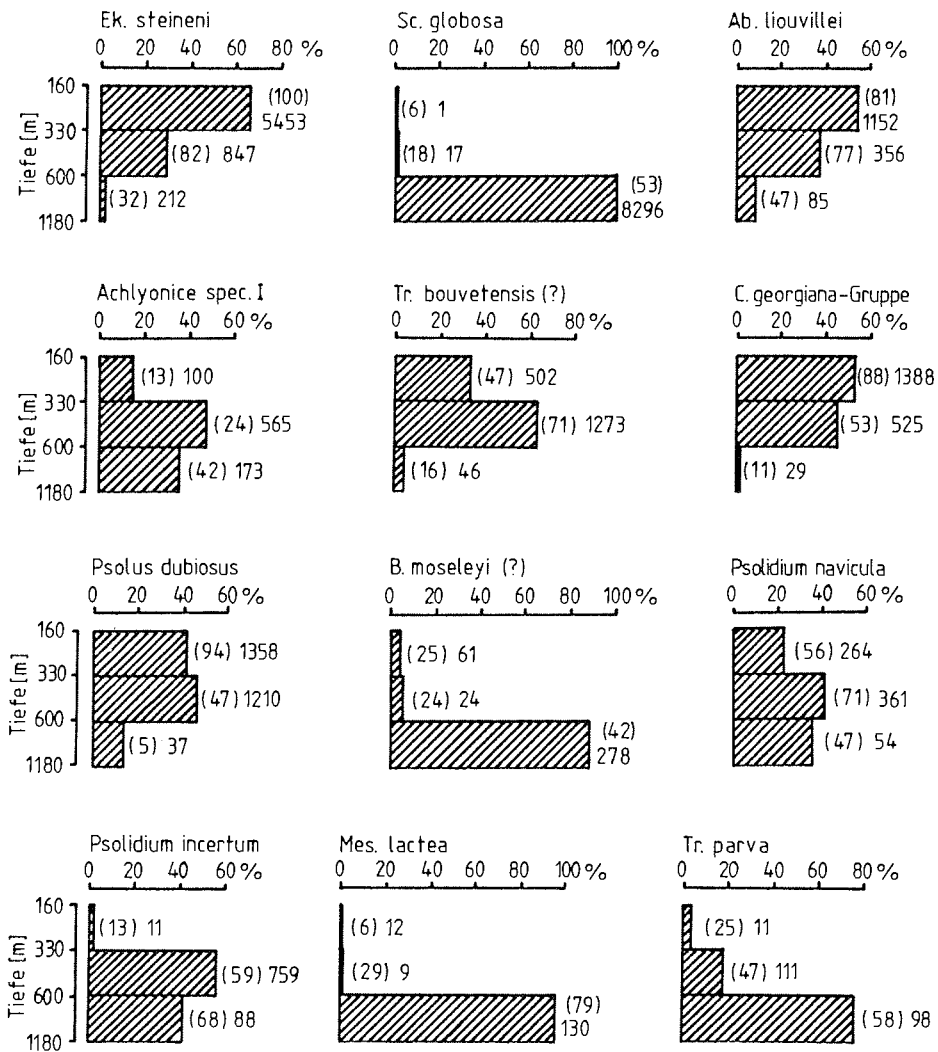 Ek. steineni
0 20 40 60 80 %
Sc. globosa
0 20 40 60 80 100 %
Ab. liouvillei
0 20 40 60 %
Tiefe [m]
160
330
600
1180
(100)
5453
(82) 847
(32) 212
(6) 1
(18) 17
(53)
8296
(81)
1152
(77) 356
(47) 85
Achlyonice spec. I
0 20 40 60 %
Tr. bouvetensis (?)
0 20 40 60 80 %
C. georgiana-Gruppe
0 20 40 60 %
Tiefe [m]
160
330
600
1180
(13) 100
(24) 565
(42) 173
(47) 502
(71) 1273
(16) 46
(88) 1388
(53) 525
(11) 29
Psolus dubiosus
0 20 40 60 %
B. moseleyi (?)
0 20 40 60 80 100 %
Psolidium navicula
0 20 40 60 %
Tiefe [m]
160
330
600
1180
(94) 1358
(47) 1210
(5) 37
(25) 61
(24) 24
(42)
278
(56) 264
(71) 361
(47) 54
Psolidium incertum
0 20 40 60 %
Mes. lactea
0 20 40 60 80 100 %
Tr. parva
0 20 40 60 80 %
Tiefe [m]
160
330
600
1180
(13) 11
(59) 759
(68) 88
(6) 12
(29) 9
(79)
130
(25) 11
(47) 111
(58) 98